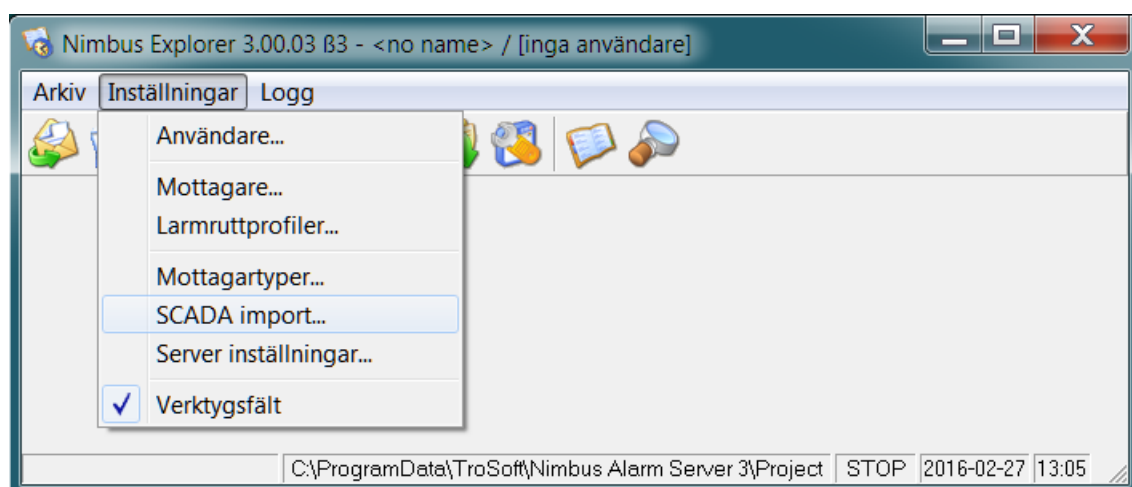 Nimbus Explorer 3.00.03 ß3 - <no name> / [inga användare]
Arkiv Inställningar Logg
Användare...
Mottagare...
Larmruttprofiler...
Mottagartyper...
SCADA import...
Server inställningar...
Verktygsfält
C:\ProgramData\TroSoft\Nimbus Alarm Server 3\Project STOP 2016-02-27 13:05